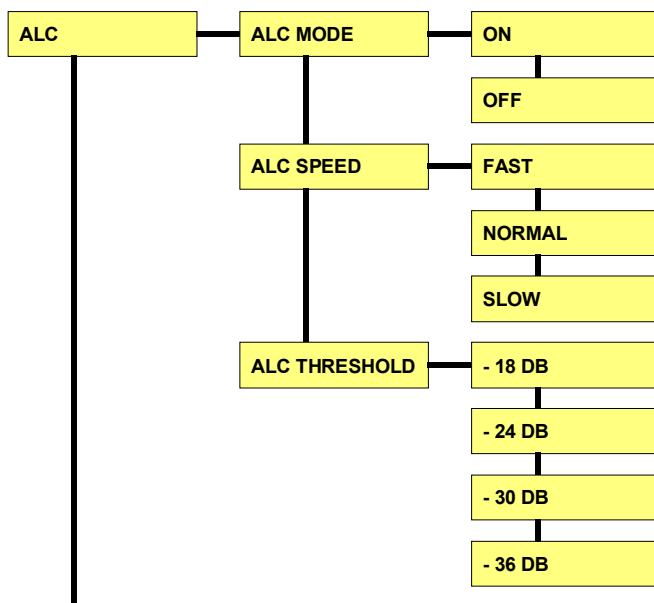 ALC
ALC MODE
ON
OFF
ALC SPEED
FAST
NORMAL
SLOW
ALC THRESHOLD
- 18 DB
- 24 DB
- 30 DB
- 36 DB